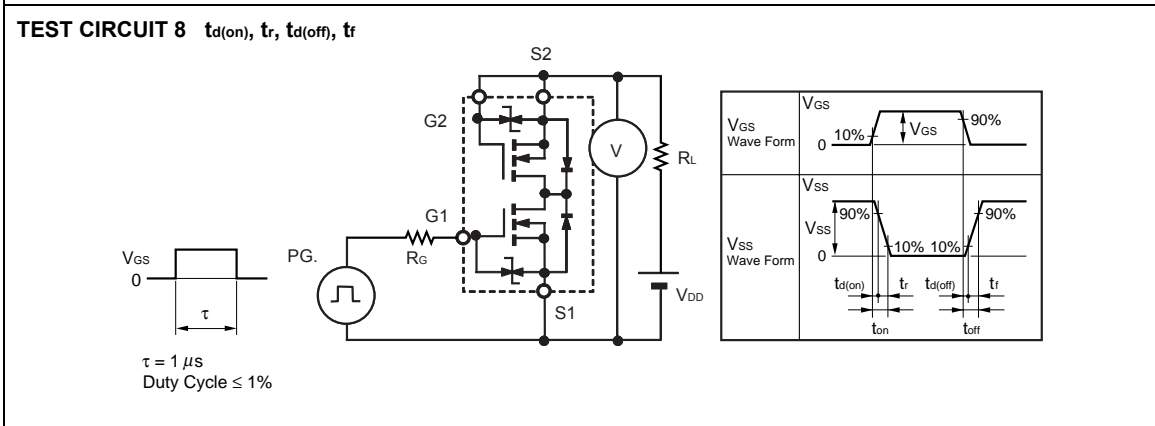 TEST CIRCUIT 8 td(on), tr, td(off), tf
S2
G2
V
RL
G1
PG.
RG
VDD
S1
VGS
0
τ
τ = 1 μs
Duty Cycle ≤ 1%
VGS
Wave Form
VGS
VGS
10%
90%
0
VSS
Wave Form
VSS
VSS
90%
90%
10% 10%
0
td(on) tr td(off) tf
ton toff